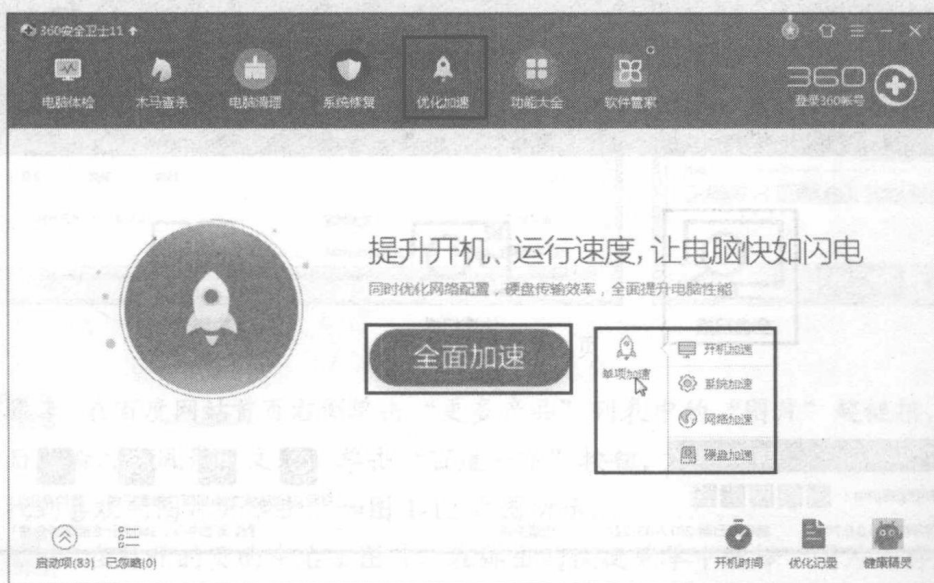 360安全卫士11
电脑体检 木马查杀 电脑清理 系统修复 优化加速 功能大全 软件管家
360
登录360帐号
提升开机、运行速度,让电脑快如闪电
同时优化网络配置,硬盘传输效率,全面提升电脑性能
全面加速
单项加速
开机加速
系统加速
网络加速
硬盘加速
启动项(83) 已忽略(0) 开机时间 优化记录 健康精灵